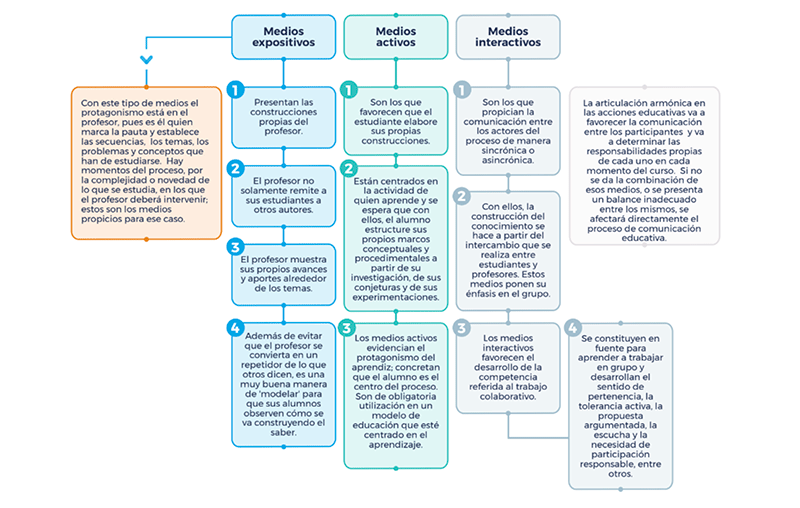 Medios
expositivos
Medios
activos
Medios
interactivos
Con este tipo de medios el
protagonismo está en el
profesor, pues es él quien
marca la pauta y establece
las secuencias, los temas, los
problemas y conceptos que
han de estudiarse. Hay
momentos del proceso, por
la complejidad o novedad de
lo que se estudia, en los que
el profesor deberá intervenir;
estos son los medios
propicios para ese caso.
1
Presentan las
construcciones
propias del
profesor.
2
El profesor no
solamente remite a
sus estudiantes a
otros autores.
3
El profesor muestra
sus propios avances
y aportes alrededor
de los temas.
4
Además de evitar
que el profesor se
convierta en un
repetidor de lo que
otros dicen, es una
muy buena manera
de 'modelar' para
que sus alumnos
observen cómo se
va construyendo el
saber.
1
Son los que
favorecen que el
estudiante elabore
sus propias
construcciones.
2
Están centrados en
la actividad de
quien aprende y se
espera que con
ellos, el alumno
estructure sus
propios marcos
conceptuales y
procedimentales a
partir de su
investigación, de sus
conjeturas y de sus
experimentaciones.
3
Los medios activos
evidencian el
protagonismo del
aprendiz; concretan
que el alumno es el
centro del proceso.
Son de obligatoria
utilización en un
modelo de
educación que esté
centrado en el
aprendizaje.
1
Son los que
propician la
comunicación entre
los actores del
proceso de manera
sincrónica o
asincrónica.
2
Con ellos, la
construcción del
conocimiento se
hace a partir del
intercambio que se
realiza entre
estudiantes y
profesores. Estos
medios ponen su
énfasis en el grupo.
3
Los medios
interactivos
favorecen el
desarrollo de la
competencia
referida al trabajo
colaborativo.
4
Se constituyen en
fuente para
aprender a trabajar
en grupo y
desarrollan el
sentido de
pertenencia, la
tolerancia activa, la
propuesta
argumentada, la
escucha y la
necesidad de
participación
responsable, entre
otros.
La articulación armónica en
las acciones educativas va a
favorecer la comunicación
entre los participantes y va
a determinar las
responsabilidades propias
de cada uno en cada
momento del curso. Si no
se da la combinación de
esos medios, o se presenta
un balance inadecuado
entre los mismos, se
afectará directamente el
proceso de comunicación
educativa.